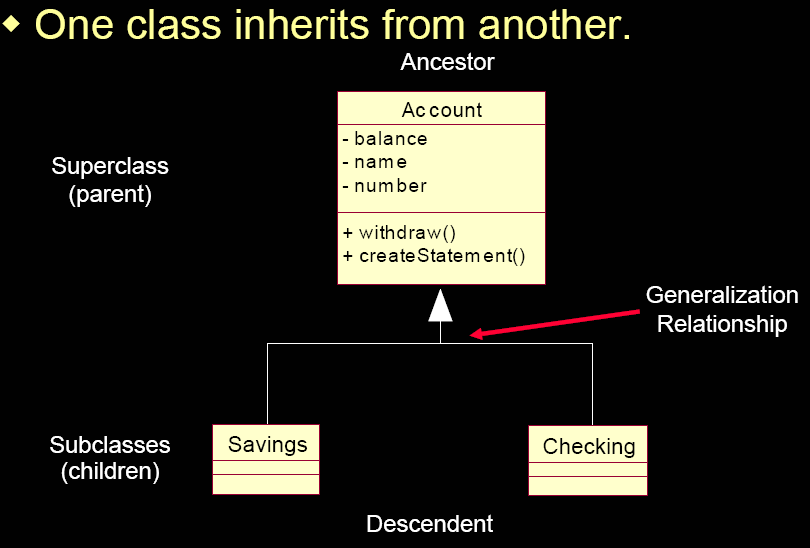 One class inherits from another.
Ancestor
Account
- balance
- name
- number
+ withdraw()
+ createStatement()
Superclass
(parent)
Generalization
Relationship
Subclasses
(children)
Savings
Checking
Descendent